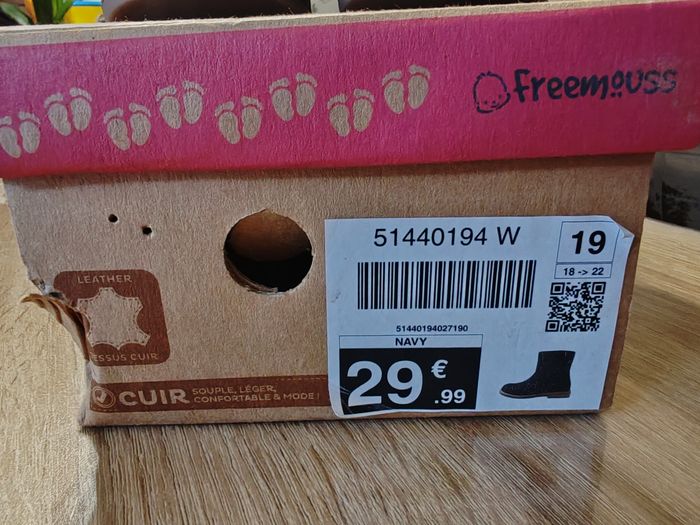 freemouss
51440194 W
19
18 -> 22
51440194027190
NAVY
29 €.99
LEATHER
ESSUS CUIR
CUIR SOUPLE, LÉGER,
CONFORTABLE & MODE !